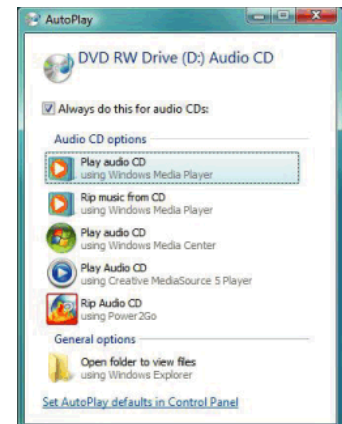 AutoPlay
DVD RW Drive (D:) Audio CD
Always do this for audio CDs:
Audio CD options
Play audio CD
using Windows Media Player
Rip music from CD
using Windows Media Player
Play audio CD
using Windows Media Center
Play Audio CD
using Creative MediaSource 5 Player
Rip Audio CD
using Power2Go
General options
Open folder to view files
using Windows Explorer
Set AutoPlay defaults in Control Panel